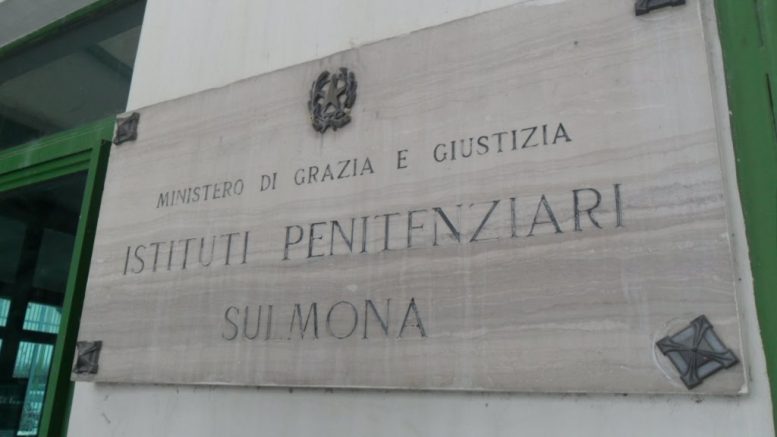 MINISTERO DI GRAZIA E GIUSTIZIA
ISTITUTI PENITENZIARI
SULMONA